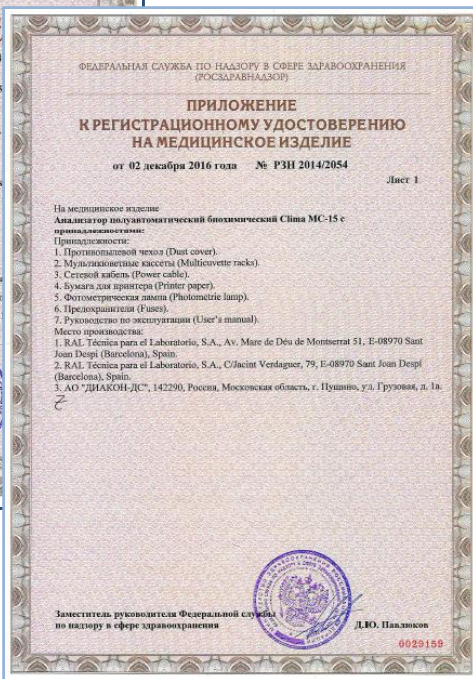 ФЕДЕРАЛЬНАЯ СЛУЖБА ПО НАДЗОРУ В СФЕРЕ ЗДРАВООХРАНЕНИЯ
(РОСЗДРАВНАДЗОР)
ПРИЛОЖЕНИЕ
К РЕГИСТРАЦИОННОМУ УДОСТОВЕРЕНИЮ
НА МЕДИЦИНСКОЕ ИЗДЕЛИЕ
от 02 декабря 2016 года № РЗН 2014/2054
Лист 1
На медицинское изделие
Анализатор полуавтоматический биохимический Clima MC-15 с
принадлежностями:
Принадлежности:
1. Противопылевой чехол (Dust cover).
2. Мультикюветные кассеты (Multicuvette racks).
3. Сетевой кабель (Power cable).
4. Бумага для принтера (Printer paper).
5. Фотометрическая лампа (Photometric lamp).
6. Предохранители (Fuses).
7. Руководство по эксплуатации (User's manual).
Место производства:
1. RAL Técnica para el Laboratorio, S.A., Av. Mare de Déu de Montserrat 51, E-08970 Sant
Joan Despi (Barcelona), Spain.
2. RAL Técnica para el Laboratorio, S.A., C/Jacint Verdaguer, 79, E-08970 Sant Joan Despí
(Barcelona), Spain.
3. АО "ДИАКОН-ДС", 142290, Россия, Московская область, г. Пущино, ул. Грузовая, д. 1а.
Заместитель руководителя Федеральной службы
по надзору в сфере здравоохранения
Д.Ю. Павлюков
0029159